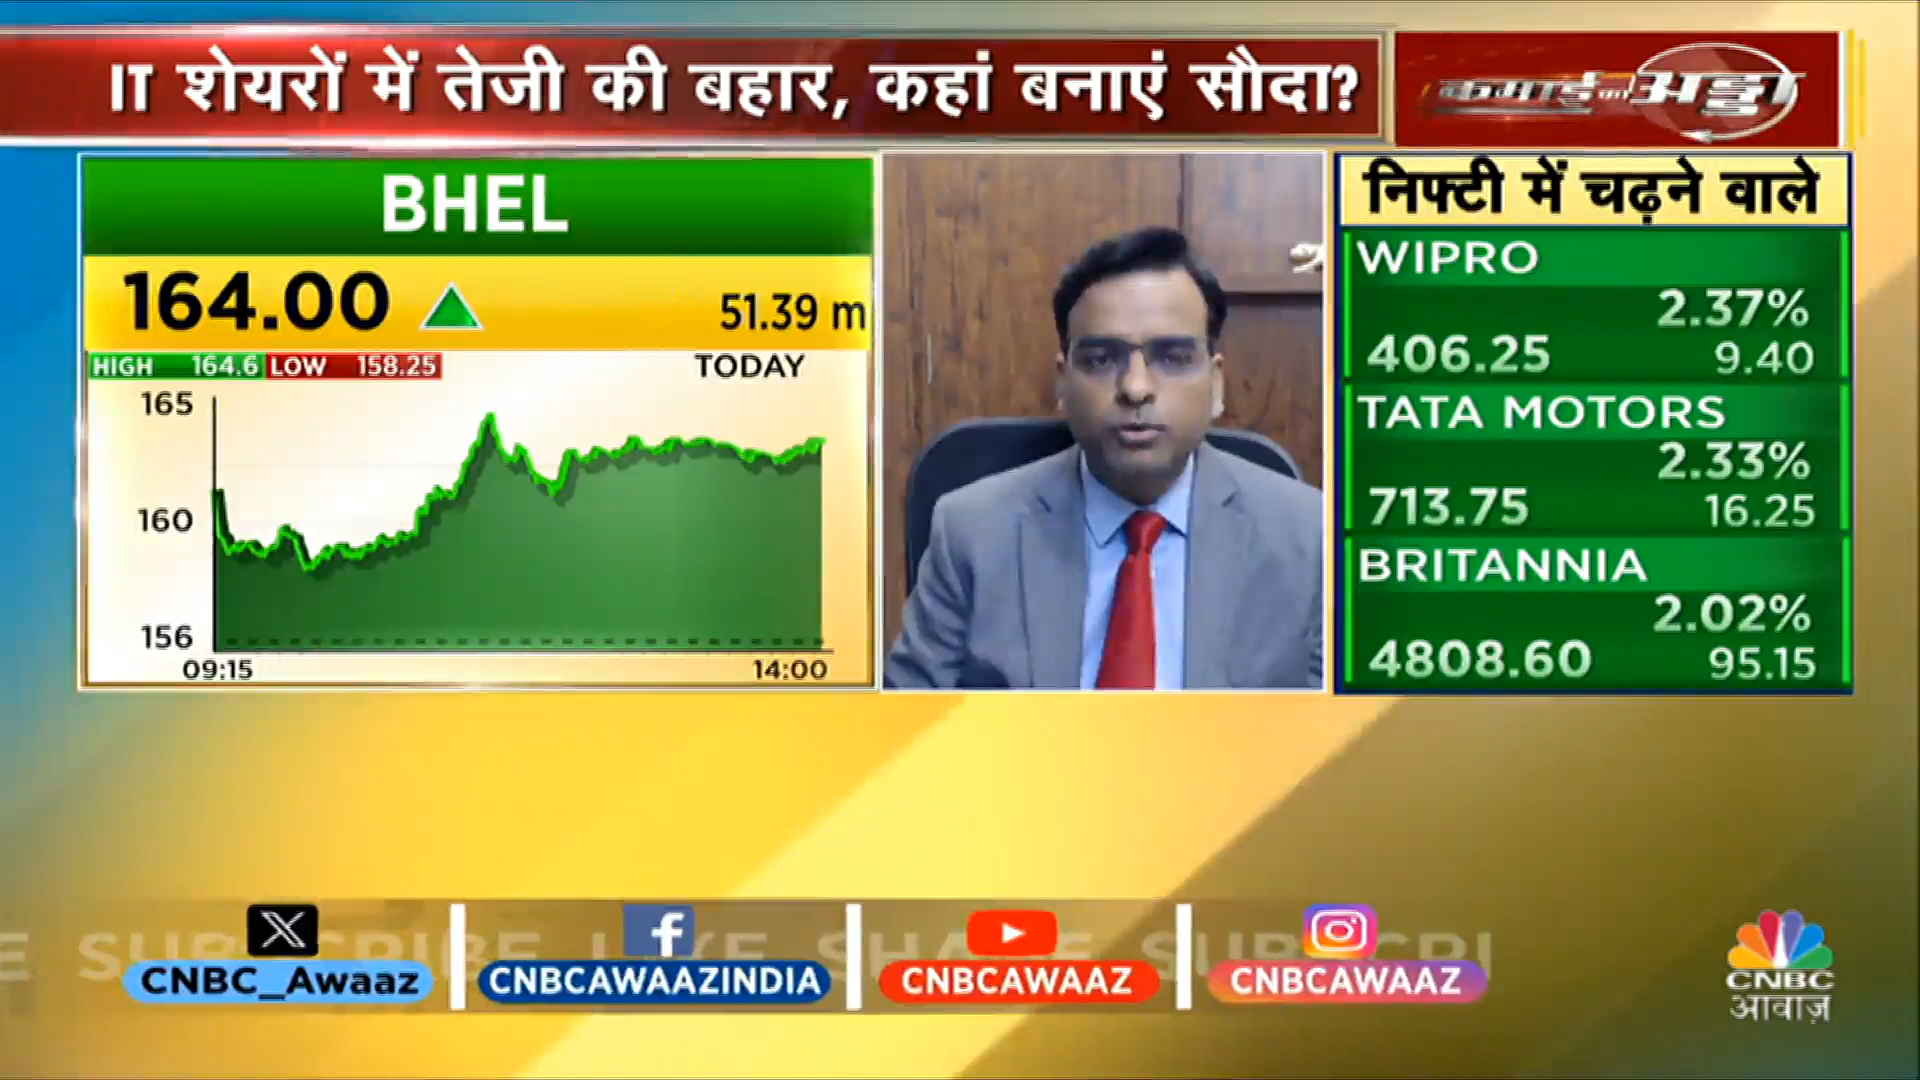 IT शेयरों में तेजी की बहार, कहां बनाएं सौदा?
कमाई का अड्डा
BHEL
164.00
51.39 m
HIGH 164.6 LOW 158.25
TODAY
165
160
156
09:15
14:00
निफ्टी में चढ़ने वाले
WIPRO
2.37%
406.25
9.40
TATA MOTORS
2.33%
713.75
16.25
BRITANNIA
2.02%
4808.60
95.15
CNBC_Awaaz
CNBCAWAAZINDIA
CNBCAWAAZ
CNBCAWAAZ
CNBC
आवाज़